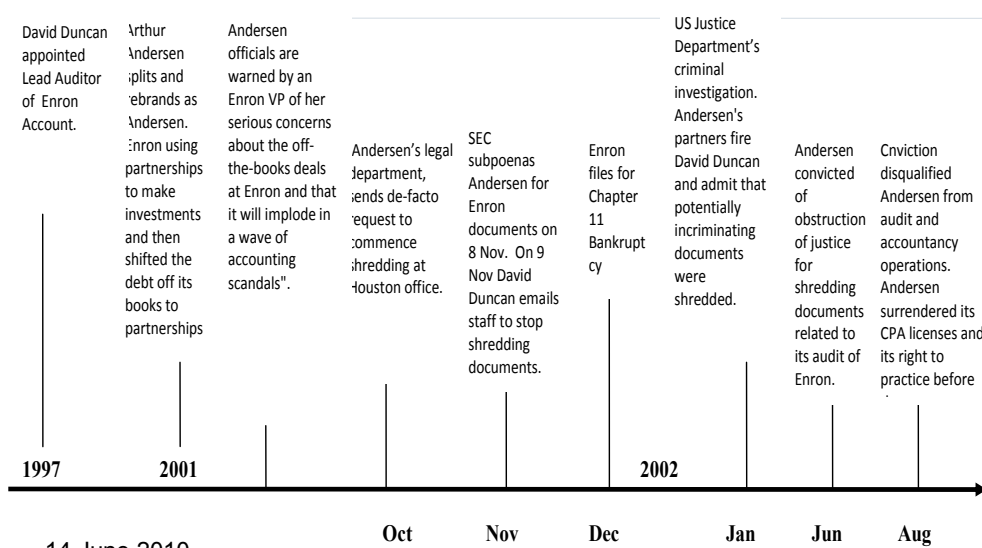 David Duncan
appointed
Lead Auditor
of Enron
Account.
Arthur
Andersen
splits and
rebrands as
Andersen.
Enron using
partnerships
to make
investments
and then
shifted the
debt off its
books to
partnerships
Andersen
officials are
warned by an
Enron VP of her
serious concerns
about the off-
the-books deals
at Enron and that
it will implode in
a wave of
accounting
scandals".
Andersen's legal
department,
sends de-facto
request to
commence
shredding at
Houston office.
SEC
subpoenas
Andersen for
Enron
documents on
8 Nov. On 9
Nov David
Duncan emails
staff to stop
shredding
documents.
Enron
files for
Chapter
11
Bankrupt
cy
US Justice
Department's
criminal
investigation.
Andersen's
partners fire
David Duncan
and admit that
potentially
incriminating
documents
were
shredded.
Andersen
convicted
of
obstruction
of justice
for
shredding
documents
related to
its audit of
Enron.
Cnviction
disqualified
Andersen from
audit and
accountancy
operations.
Andersen
surrendered its
CPA licenses and
its right to
practice before
1997
2001
2002
Oct
Nov
Dec
Jan
Jun
Aug
14 June 2010